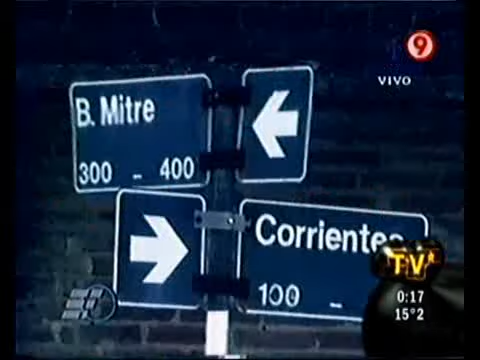 9
VIVO
B. Mitre
300 - 400
Corrientes
100 -
TVR
0:17
15°2